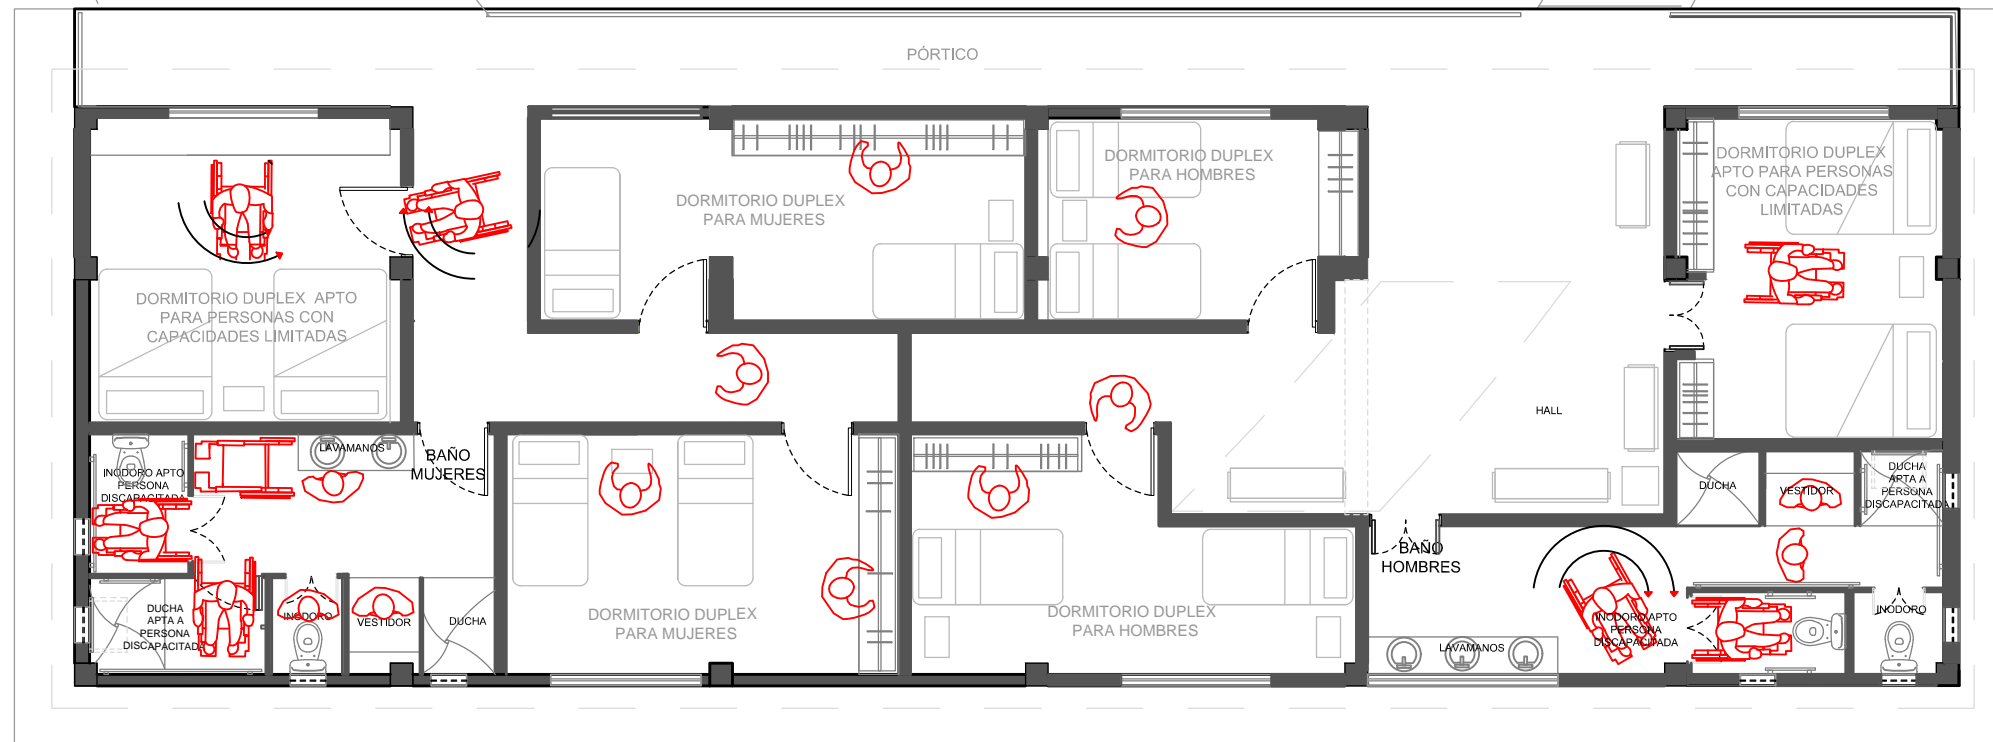 PÓRTICO
DORMITORIO DUPLEX APTO
PARA PERSONAS CON
CAPACIDADES LIMITADAS
DORMITORIO DUPLEX
PARA MUJERES
DORMITORIO DUPLEX
PARA HOMBRES
DORMITORIO DUPLEX
APTO PARA PERSONAS
CON CAPACIDADES
LIMITADAS
HALL
LAVAMANOS
BAÑO
MUJERES
INODORO APTO
PERSONA
DISCAPACITADA
DUCHA
APTA A
PERSONA
DISCAPACITADA
INODORO
VESTIDOR
DUCHA
DORMITORIO DUPLEX
PARA MUJERES
DORMITORIO DUPLEX
PARA HOMBRES
BAÑO
HOMBRES
LAVAMANOS
INODORO APTO
PERSONA
DISCAPACITADA
DUCHA
VESTIDOR
DUCHA
APTA A
PERSONA
DISCAPACITADA
INODORO